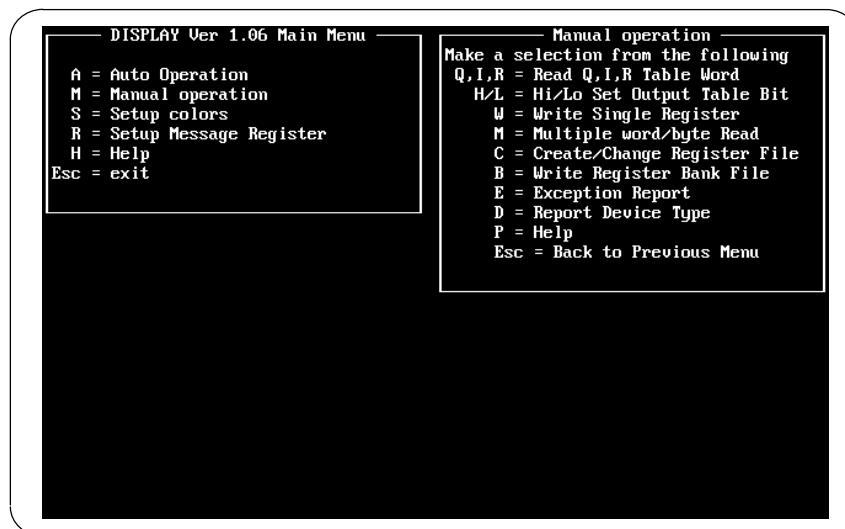 DISPLAY Ver 1.06 Main Menu
A = Auto Operation
M = Manual operation
S = Setup colors
R = Setup Message Register
H = Help
Esc = exit
Manual operation
Make a selection from the following
Q,I,R = Read Q,I,R Table Word
H/L = Hi/Lo Set Output Table Bit
W = Write Single Register
M = Multiple word/byte Read
C = Create/Change Register File
B = Write Register Bank File
E = Exception Report
D = Report Device Type
P = Help
Esc = Back to Previous Menu